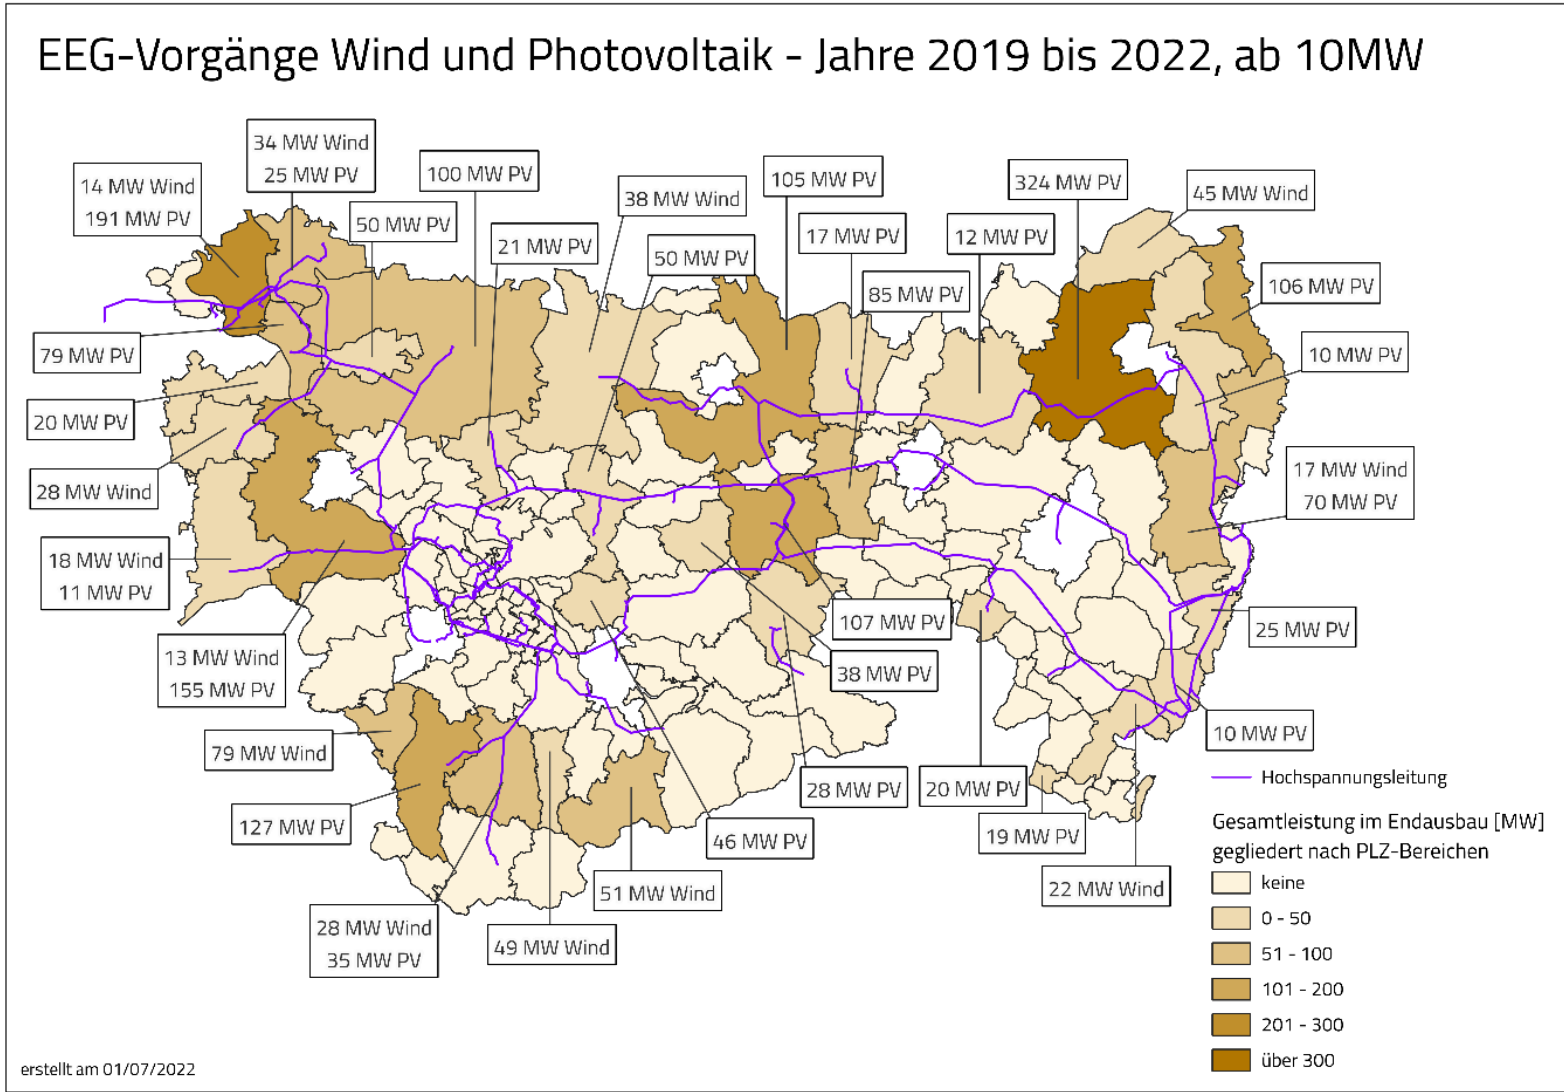 EEG-Vorgänge Wind und Photovoltaik - Jahre 2019 bis 2022, ab 10MW
34 MW Wind
25 MW PV
14 MW Wind
191 MW PV
100 MW PV
50 MW PV
21 MW PV
38 MW Wind
50 MW PV
105 MW PV
17 MW PV
85 MW PV
12 MW PV
324 MW PV
45 MW Wind
106 MW PV
10 MW PV
79 MW PV
20 MW PV
28 MW Wind
17 MW Wind
70 MW PV
18 MW Wind
11 MW PV
13 MW Wind
155 MW PV
107 MW PV
38 MW PV
25 MW PV
79 MW Wind
10 MW PV
127 MW PV
28 MW PV
20 MW PV
46 MW PV
19 MW PV
51 MW Wind
22 MW Wind
28 MW Wind
35 MW PV
49 MW Wind
Hochspannungsleitung
Gesamtleistung im Endausbau [MW]
gegliedert nach PLZ-Bereichen
keine
0 - 50
51 - 100
101 - 200
201 - 300
über 300
erstellt am 01/07/2022